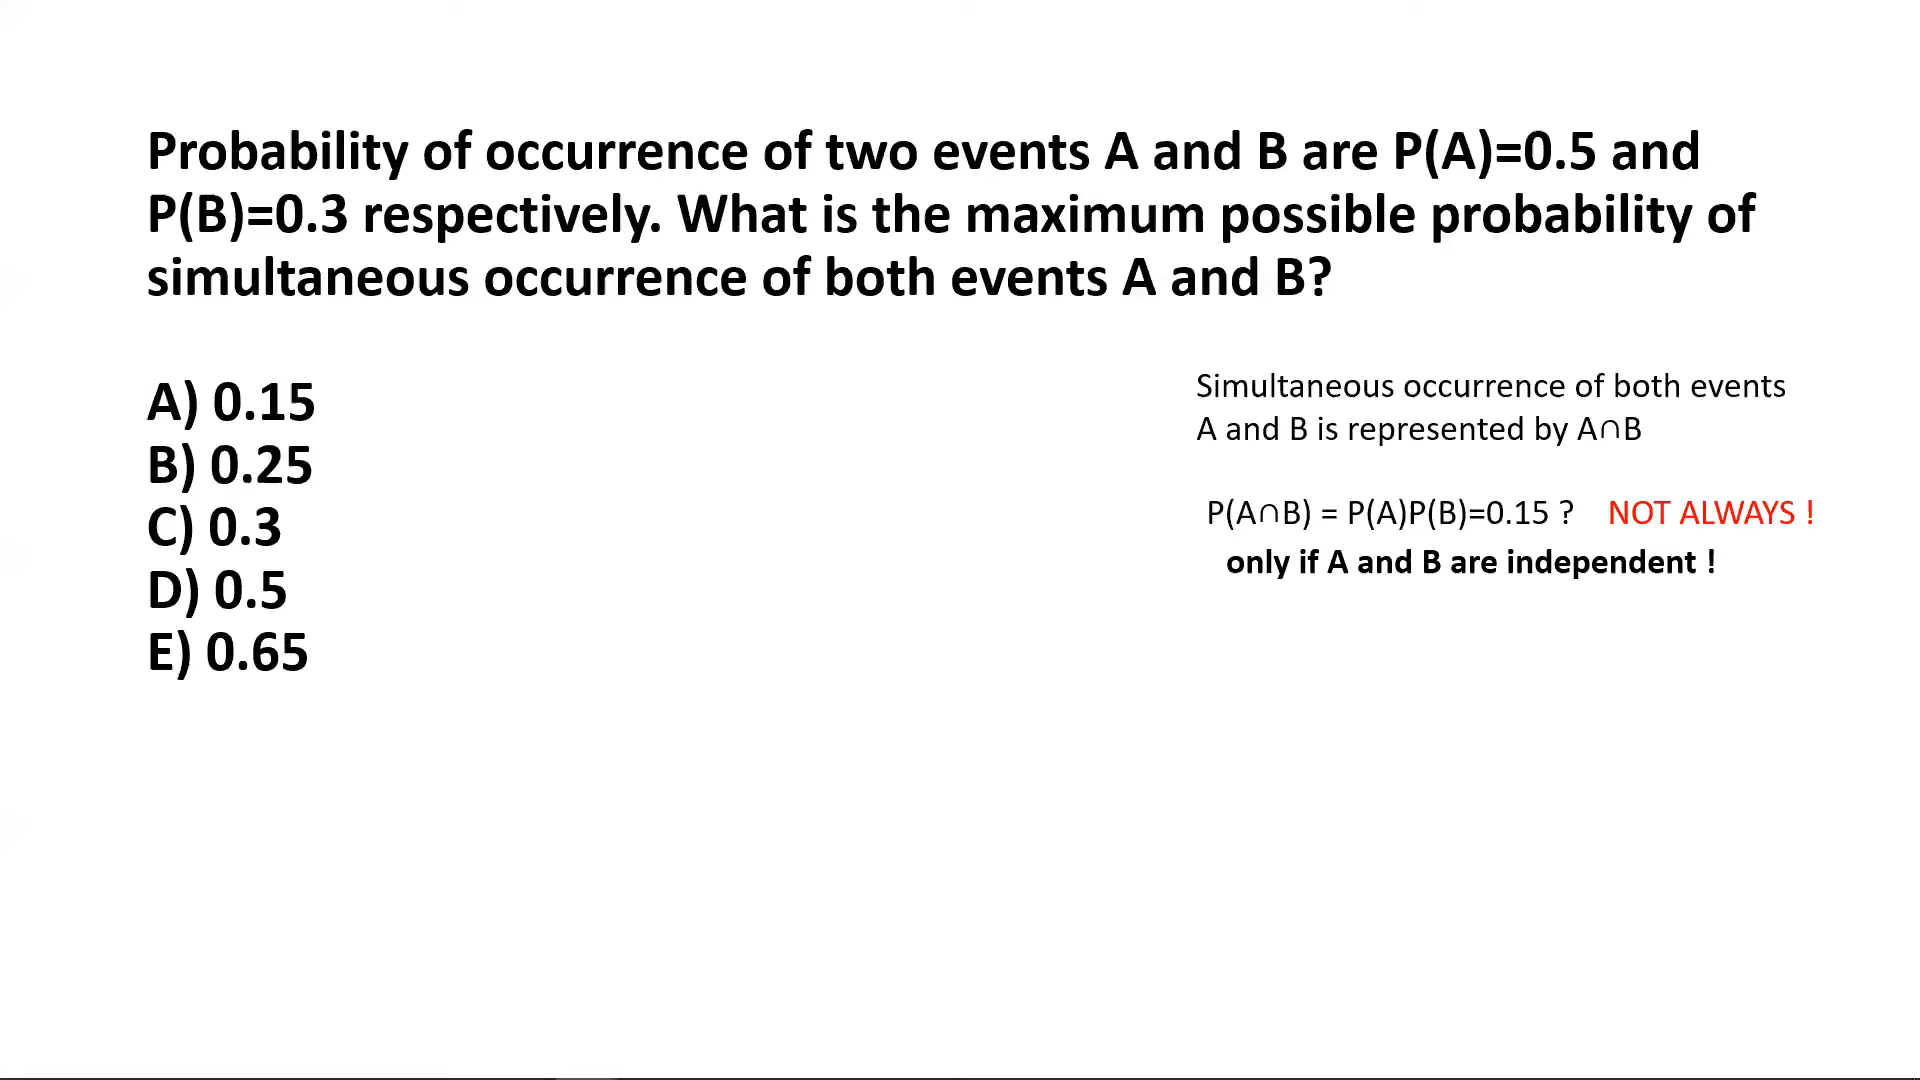 Probability of occurrence of two events A and B are P(A)=0.5 and
P(B)=0.3 respectively. What is the maximum possible probability of
simultaneous occurrence of both events A and B?
A) 0.15
B) 0.25
C) 0.3
D) 0.5
E) 0.65
Simultaneous occurrence of both events
A and B is represented by A∩B
P(A∩B) = P(A)P(B)=0.15 ? NOT ALWAYS !
only if A and B are independent !